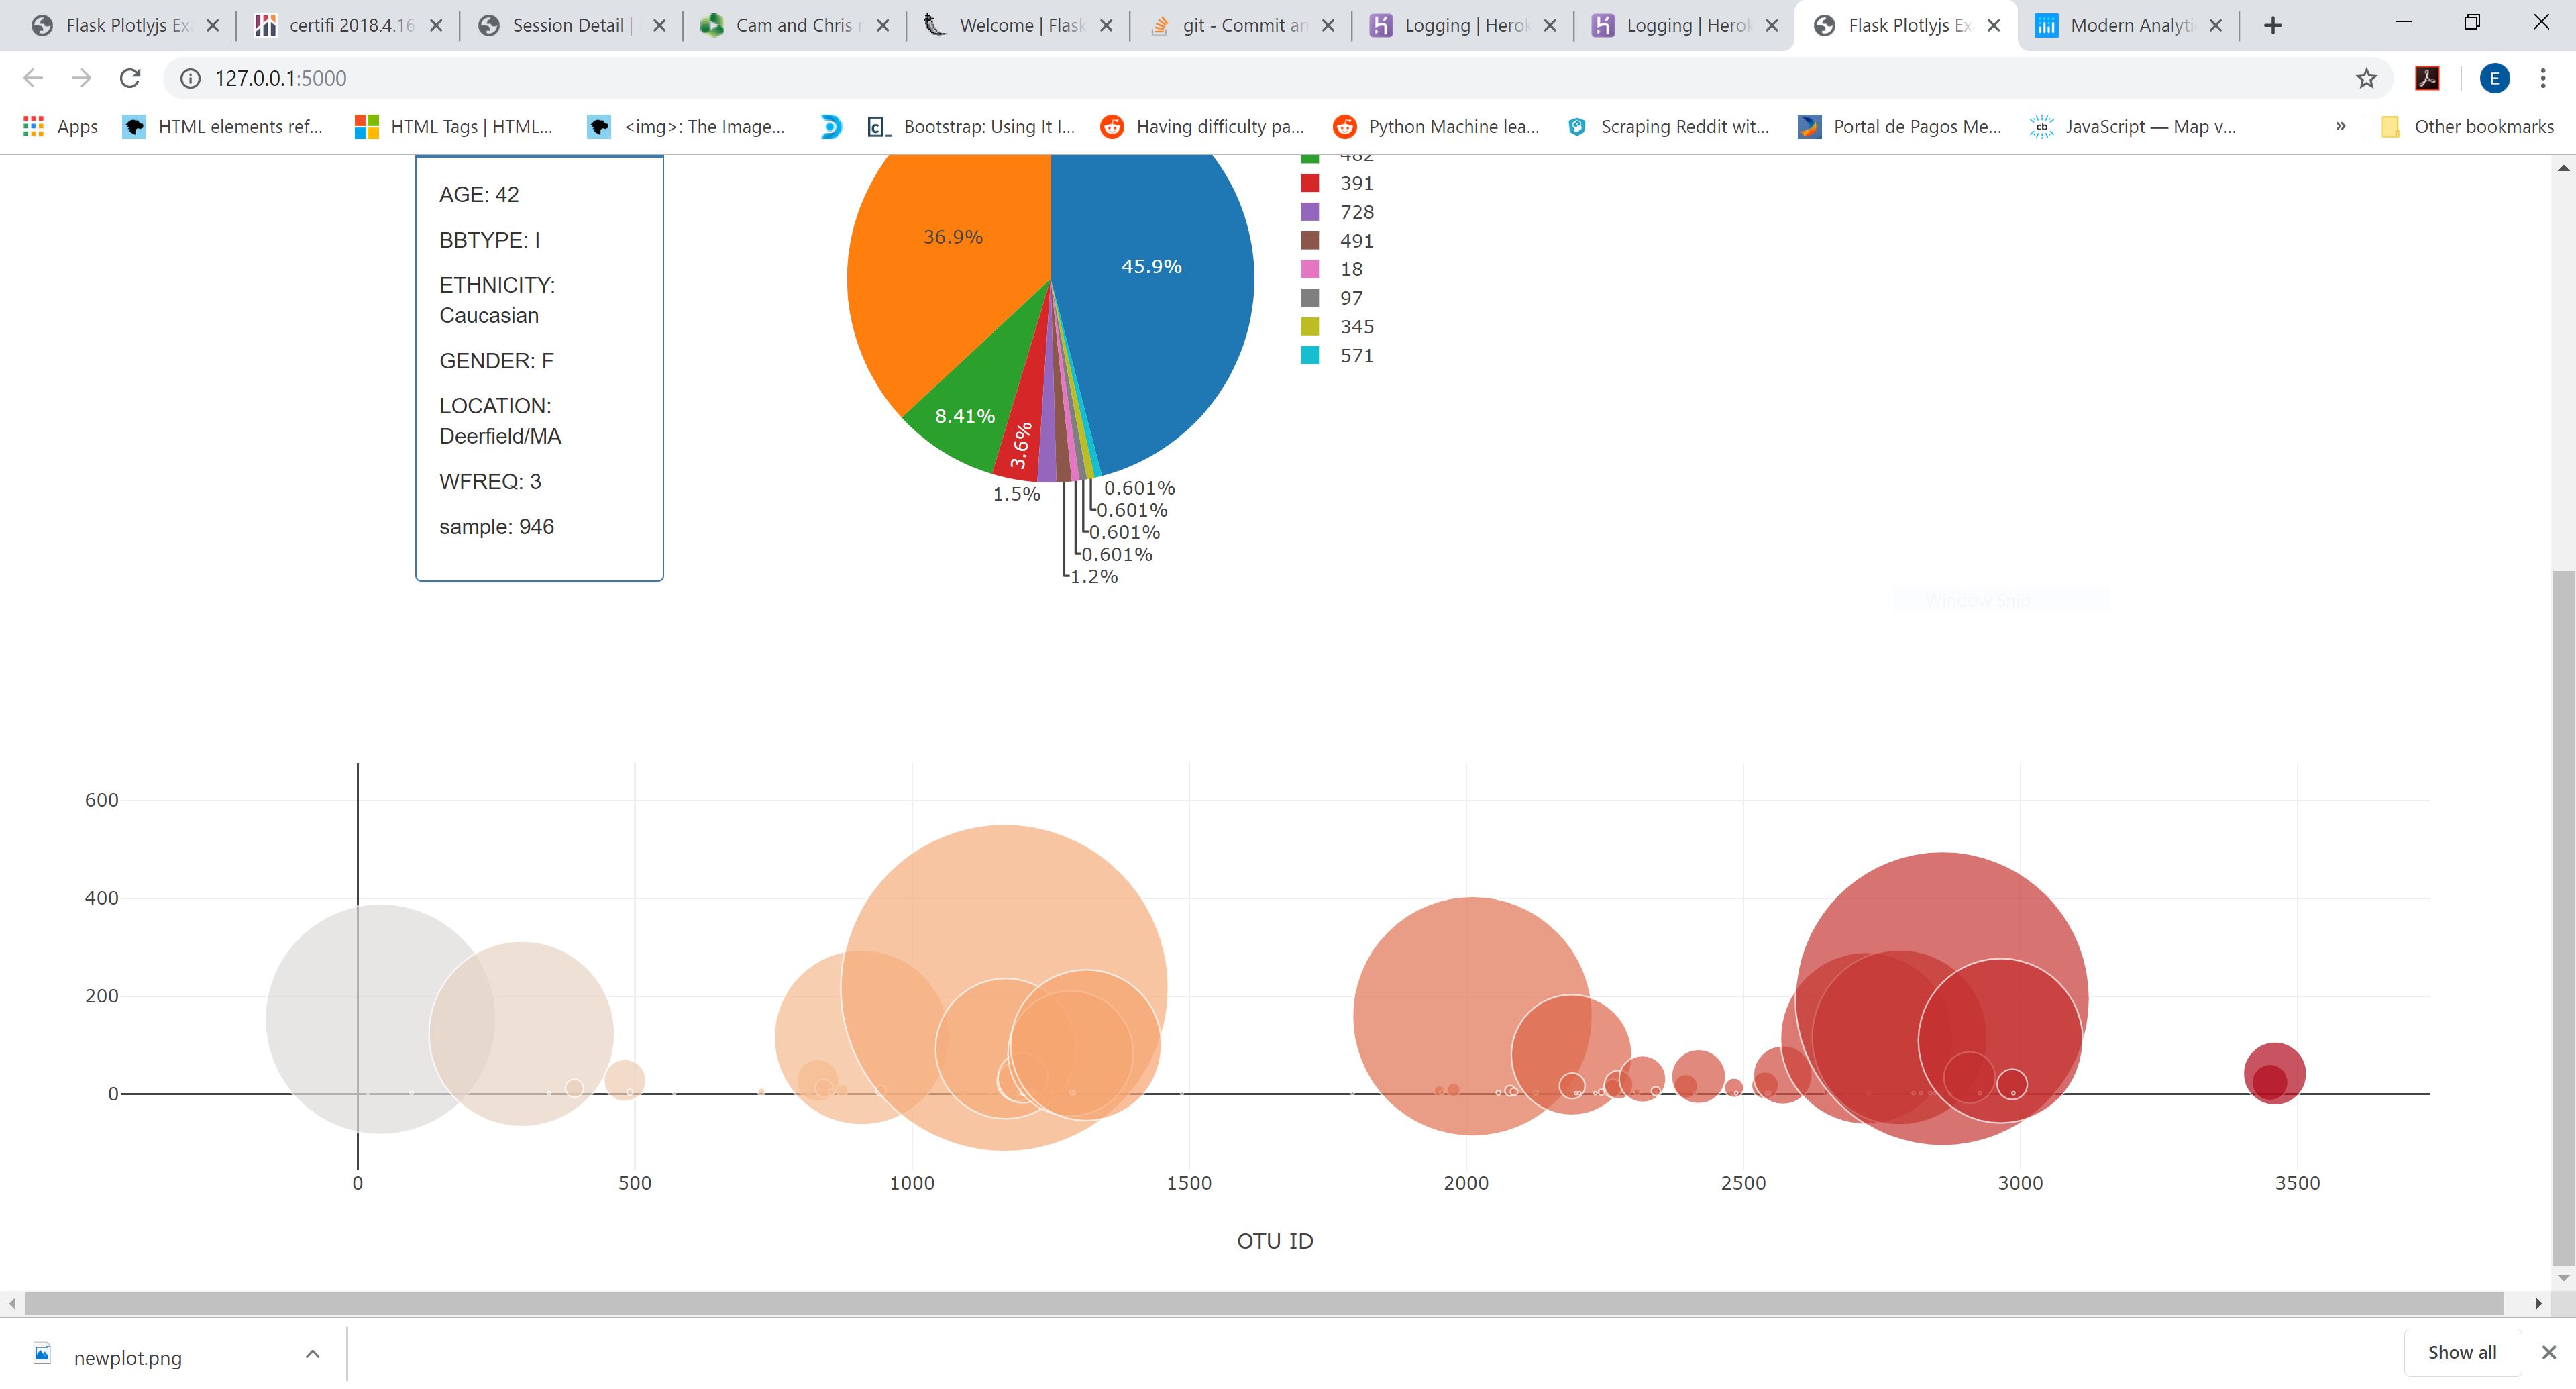 Flask Plotlyjs Ex
certifi 2018.4.16
Session Detail |
Cam and Chris r
Welcome | Flask
git - Commit an
Logging | Herok
Logging | Herok
Flask Plotlyjs Ex
Modern Analyti
127.0.0.1:5000
E
Apps
HTML elements ref...
HTML Tags | HTML...
<img>: The Image...
Bootstrap: Using It I...
Having difficulty pa...
Python Machine lea...
Scraping Reddit wit...
Portal de Pagos Me...
JavaScript — Map v...
»
Other bookmarks
AGE: 42
BBTYPE: I
ETHNICITY:
Caucasian
GENDER: F
LOCATION:
Deerfield/MA
WFREQ: 3
sample: 946
36.9%
45.9%
8.41%
3.6%
1.5%
0.601%
0.601%
0.601%
0.601%
1.2%
482
391
728
491
18
97
345
571
Window Snip
600
400
200
0
0
500
1000
1500
2000
2500
3000
3500
OTU ID
newplot.png
Show all